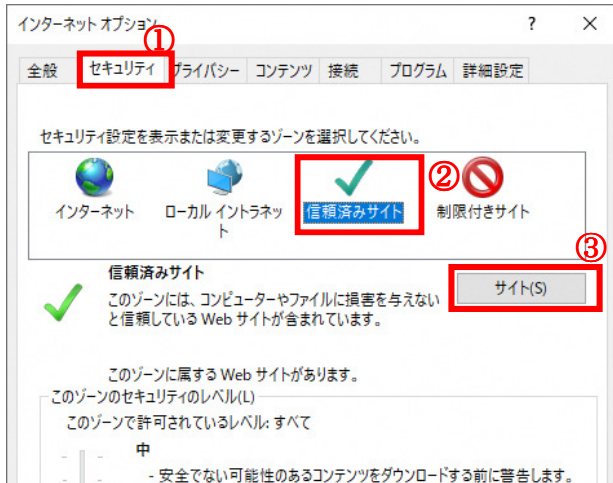 インターネット オプション ? ×
①
全般 セキュリティ プライバシー コンテンツ 接続 プログラム 詳細設定
セキュリティ設定を表示または変更するゾーンを選択してください。
②
インターネット ローカル イントラネッ 信頼済みサイト 制限付きサイト
ト
③
信頼済みサイト
サイト(S)
このゾーンには、コンピューターやファイルに損害を与えない
と信頼している Web サイトが含まれています。
このゾーンに属する Web サイトがあります。
このゾーンのセキュリティのレベル(L)
このゾーンで許可されているレベル: すべて
中
- 安全でない可能性のあるコンテンツをダウンロードする前に警告します。